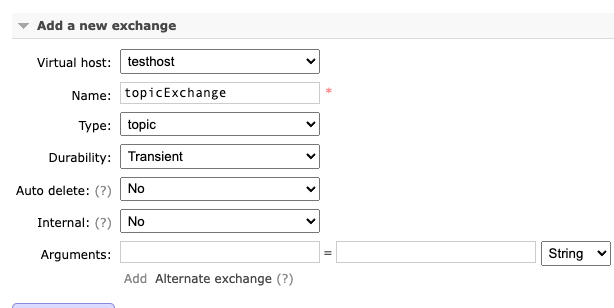 Add a new exchange
Virtual host: testhost
Name: topicExchange *
Type: topic
Durability: Transient
Auto delete: (?) No
Internal: (?) No
Arguments: = String
Add Alternate exchange (?)